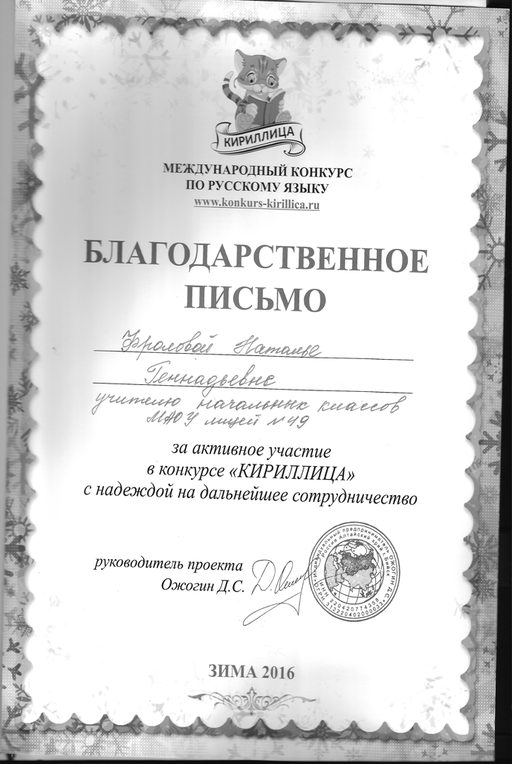 КИРИЛЛИЦА
МЕЖДУНАРОДНЫЙ КОНКУРС
ПО РУССКОМУ ЯЗЫКУ
www.konkurs-kirillica.ru
БЛАГОДАРСТВЕННОЕ
ПИСЬМО
Фроловой Наталье
Геннадьевне
учителю начальных классов
МАОУ лицей №49
за активное участие
в конкурсе «КИРИЛЛИЦА»
с надеждой на дальнейшее сотрудничество
руководитель проекта
Ожогин Д.С.
ЗИМА 2016